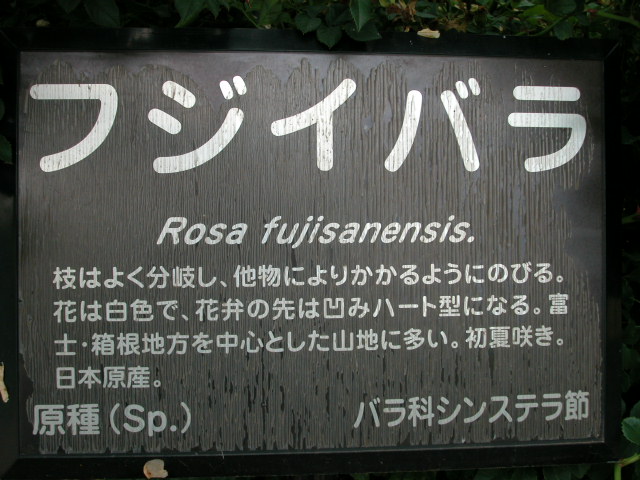 フジイバラ
Rosa fujisanensis.
枝はよく分岐し、他物によりかかるようにのびる。
花は白色で、花弁の先は凹みハート型になる。富
士・箱根地方を中心とした山地に多い。初夏咲き。
日本原産。
原種(Sp.) バラ科シンステラ節